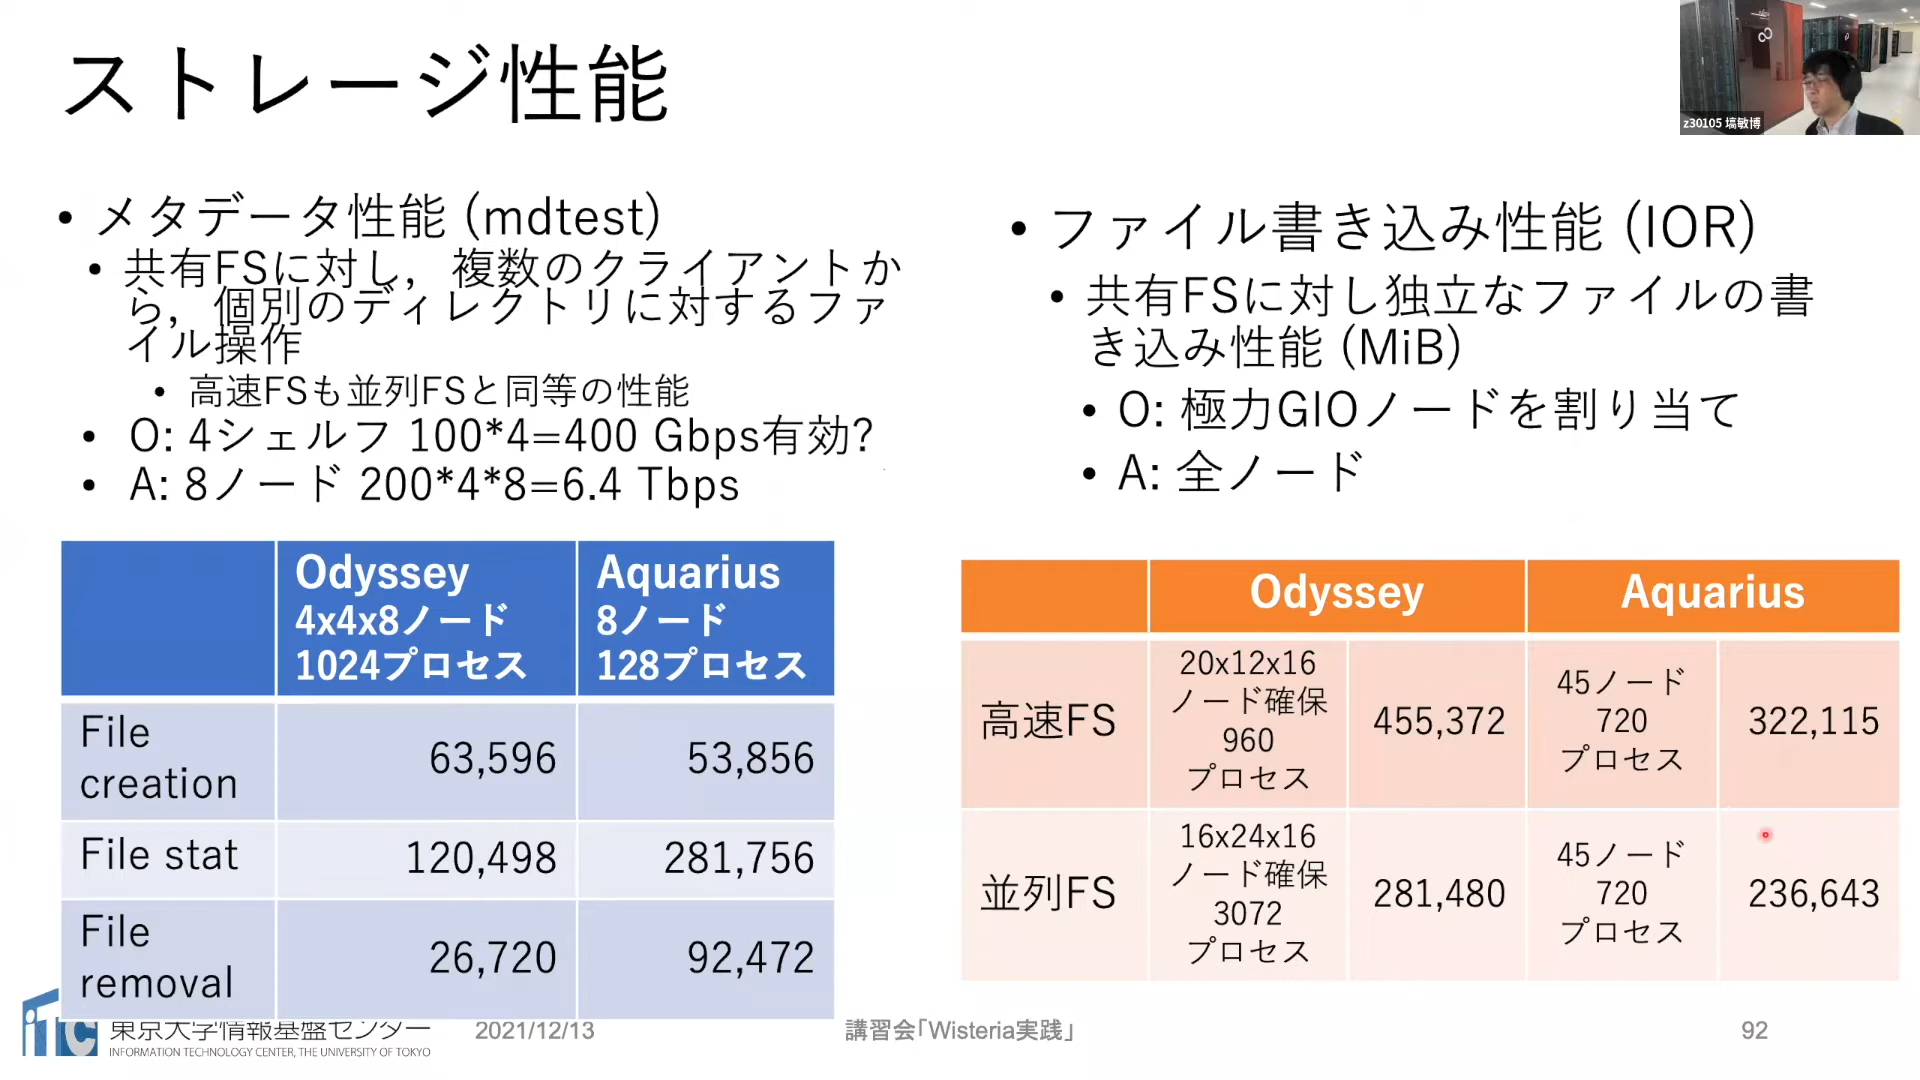 ストレージ性能
z30105 塙敏博
• メタデータ性能 (mdtest)
• 共有FSに対し，複数のクライアントか
ら，個別のディレクトリに対するファ
イル操作
• 高速FSも並列FSと同等の性能
• O: 4シェルフ 100*4=400 Gbps有効?
• A: 8ノード 200*4*8=6.4 Tbps
Odyssey
4x4x8ノード
1024プロセス
Aquarius
8ノード
128プロセス
File
creation
63,596
53,856
File stat
120,498
281,756
File
removal
26,720
92,472
• ファイル書き込み性能 (IOR)
• 共有FSに対し独立なファイルの書
き込み性能 (MiB)
• O: 極力GIOノードを割り当て
• A: 全ノード
Odyssey
Aquarius
高速FS
20x12x16
ノード確保
960
プロセス
455,372
45ノード
720
プロセス
322,115
並列FS
16x24x16
ノード確保
3072
プロセス
281,480
45ノード
720
プロセス
236,643
iTC
東京大学情報基盤センター
INFORMATION TECHNOLOGY CENTER, THE UNIVERSITY OF TOKYO
2021/12/13
講習会｢Wisteria実践｣
92